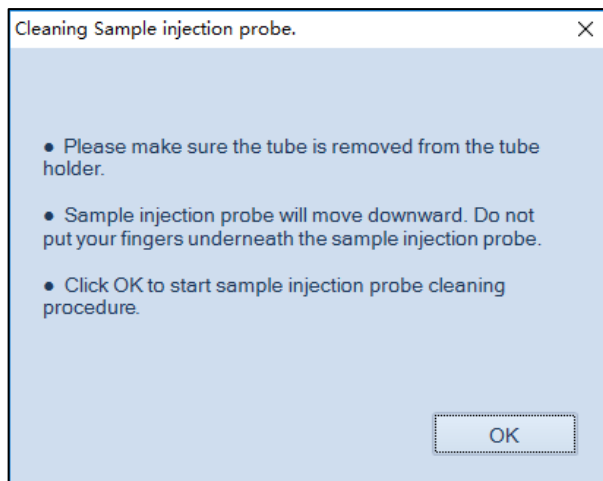 Cleaning Sample injection probe.
● Please make sure the tube is removed from the tube
holder.
● Sample injection probe will move downward. Do not
put your fingers underneath the sample injection probe.
● Click OK to start sample injection probe cleaning
procedure.
OK